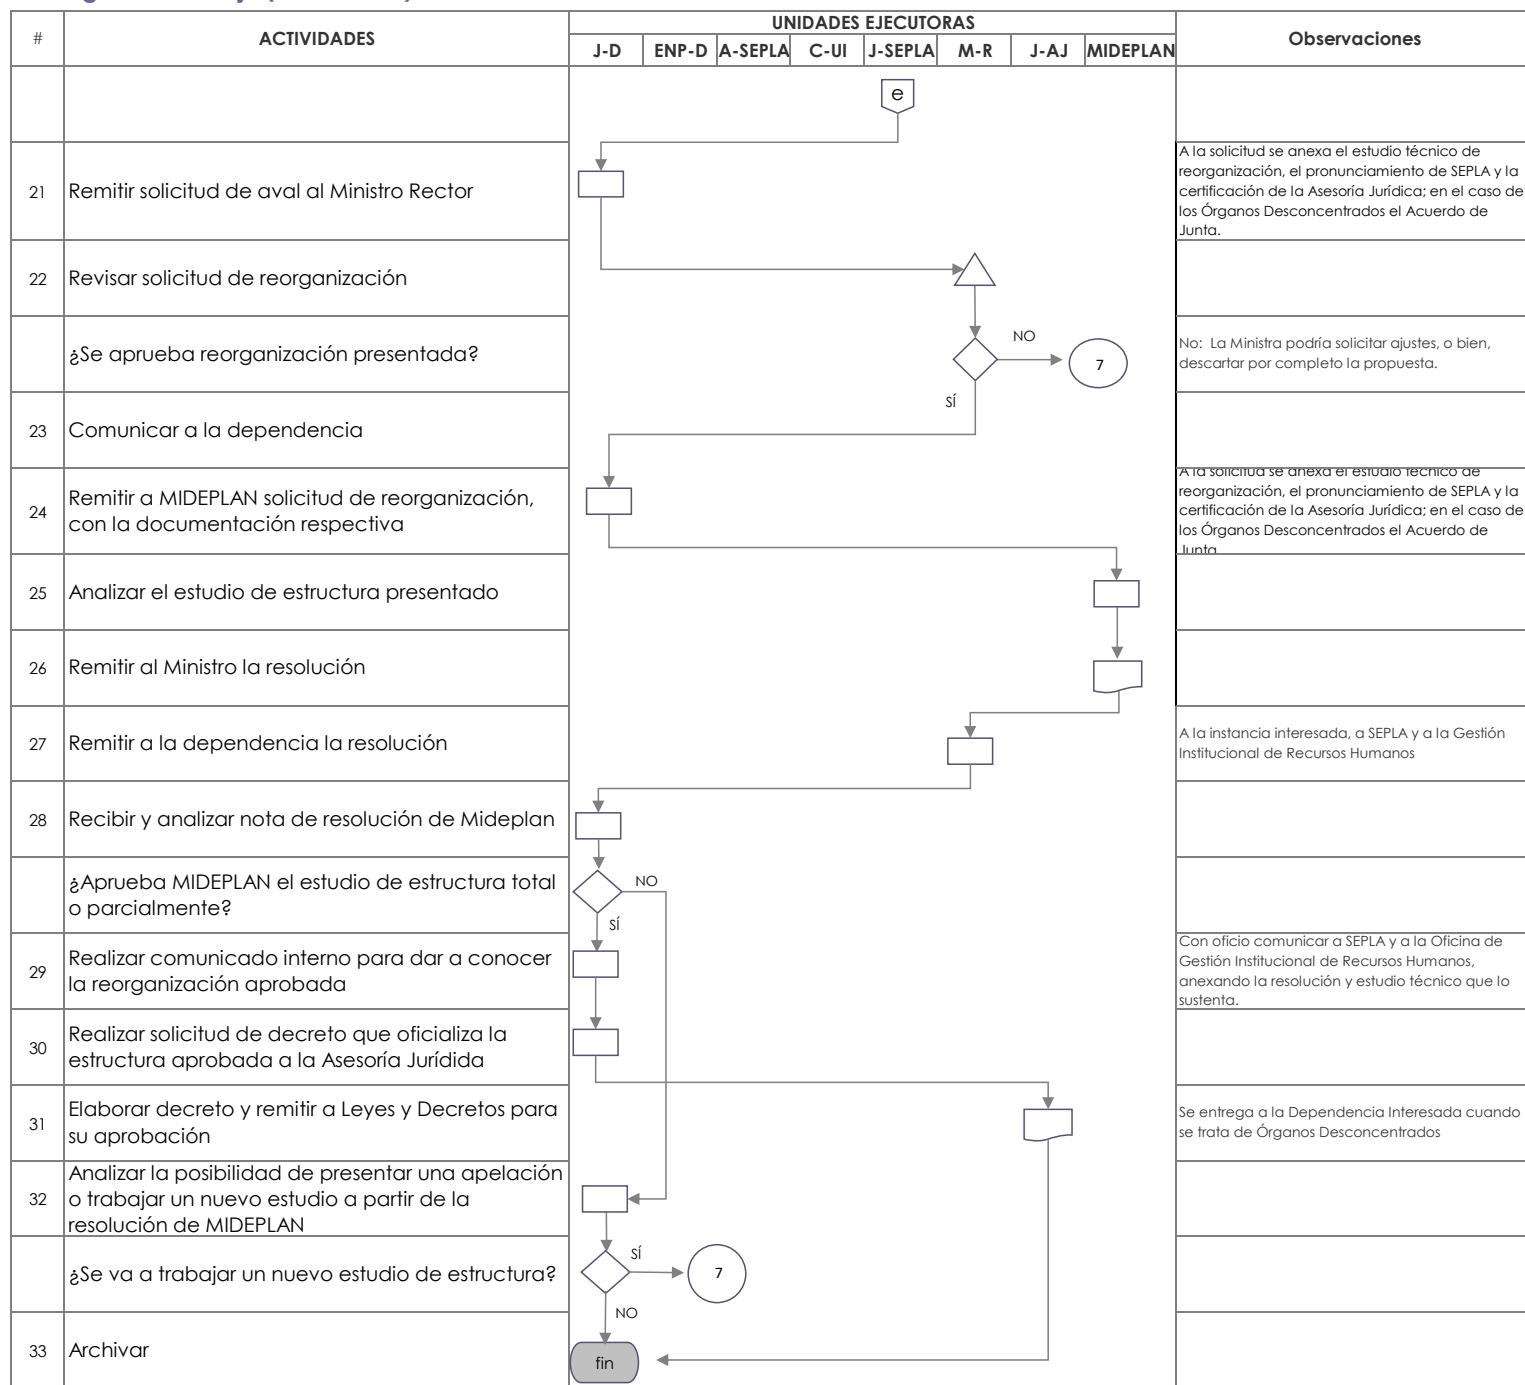 # ACTIVIDADES UNIDADES EJECUTORAS Observaciones
J-D ENP-D A-SEPLA C-UI J-SEPLA M-R J-AJ MIDEPLAN
e
21 Remitir solicitud de aval al Ministro Rector
A la solicitud se anexa el estudio técnico de
reorganización, el pronunciamiento de SEPLA y la
certificación de la Asesoría Jurídica; en el caso de
los Órganos Desconcentrados el Acuerdo de
Junta.
22 Revisar solicitud de reorganización
¿Se aprueba reorganización presentada?
NO
7
SÍ
No: La Ministra podría solicitar ajustes, o bien,
descartar por completo la propuesta.
23 Comunicar a la dependencia
24 Remitir a MIDEPLAN solicitud de reorganización,
con la documentación respectiva
A la solicitud se anexa el estudio técnico de
reorganización, el pronunciamiento de SEPLA y la
certificación de la Asesoría Jurídica; en el caso de
los Órganos Desconcentrados el Acuerdo de
Junta
25 Analizar el estudio de estructura presentado
26 Remitir al Ministro la resolución
27 Remitir a la dependencia la resolución
A la instancia interesada, a SEPLA y a la Gestión
Institucional de Recursos Humanos
28 Recibir y analizar nota de resolución de Mideplan
¿Aprueba MIDEPLAN el estudio de estructura total
o parcialmente?
NO
SÍ
29 Realizar comunicado interno para dar a conocer
la reorganización aprobada
Con oficio comunicar a SEPLA y a la Oficina de
Gestión Institucional de Recursos Humanos,
anexando la resolución y estudio técnico que lo
sustenta.
30 Realizar solicitud de decreto que oficializa la
estructura aprobada a la Asesoría Jurídida
31 Elaborar decreto y remitir a Leyes y Decretos para
su aprobación
Se entrega a la Dependencia Interesada cuando
se trata de Órganos Desconcentrados
32 Analizar la posibilidad de presentar una apelación
o trabajar un nuevo estudio a partir de la
resolución de MIDEPLAN
¿Se va a trabajar un nuevo estudio de estructura?
SÍ
7
NO
33 Archivar
fin